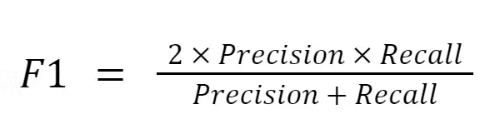 F1 = 2 × Precision × Recall
Precision + Recall